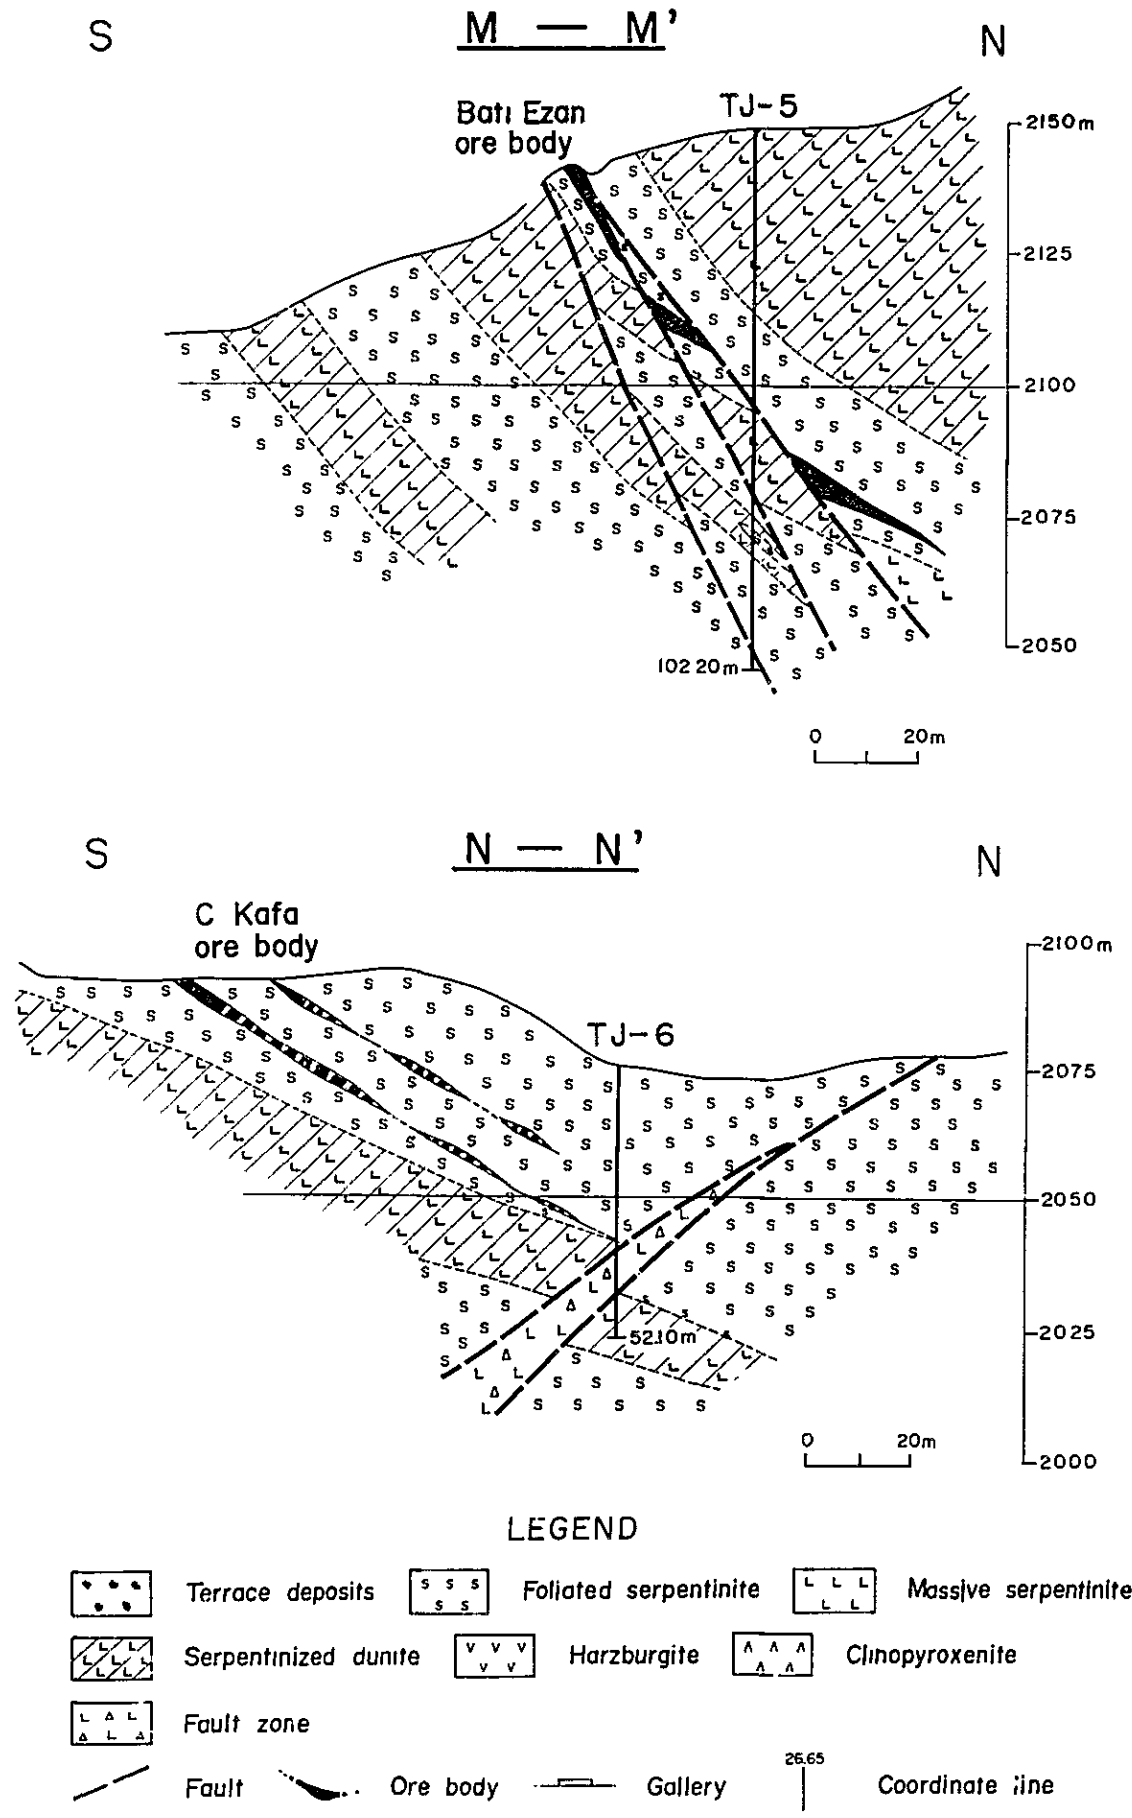 M — M'
S
N
Batı Ezan
ore body
TJ-5
2150m
2125
2100
2075
2050
102 20m
0 20m
N — N'
S
N
C Kafa
ore body
TJ-6
2100m
2075
2050
2025
2000
52.10m
0 20m
LEGEND
Terrace deposits
Foliated serpentinite
Massive serpentinite
Serpentinized dunite
Harzburgite
Clinopyroxenite
Fault zone
Fault
Ore body
Gallery
26.65
Coordinate line